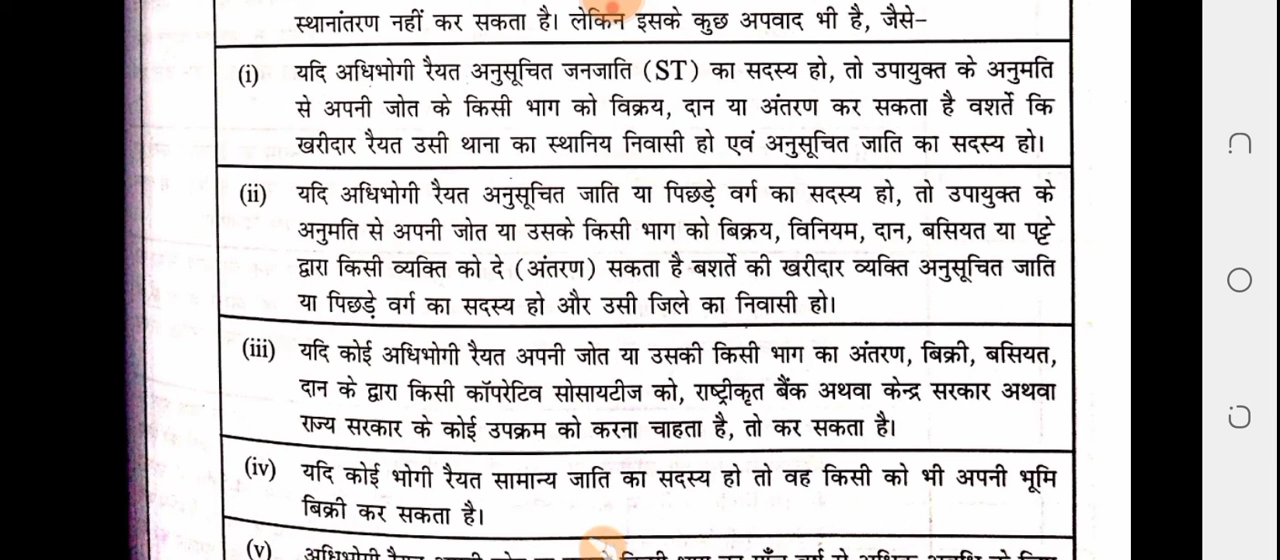 स्थानांतरण नहीं कर सकता है। लेकिन इसके कुछ अपवाद भी है, जैसे–
(i) यदि अधिभोगी रैयत अनुसूचित जनजाति (ST) का सदस्य हो, तो उपायुक्त के अनुमति
से अपनी जोत के किसी भाग को विक्रय, दान या अंतरण कर सकता है वशर्ते कि
खरीदार रैयत उसी थाना का स्थानिय निवासी हो एवं अनुसूचित जाति का सदस्य हो।
(ii) यदि अधिभोगी रैयत अनुसूचित जाति या पिछड़े वर्ग का सदस्य हो, तो उपायुक्त के
अनुमति से अपनी जोत या उसके किसी भाग को बिक्रय, विनियम, दान, बसियत या पट्टे
द्वारा किसी व्यक्ति को दे (अंतरण) सकता है बशर्ते की खरीदार व्यक्ति अनुसूचित जाति
या पिछड़े वर्ग का सदस्य हो और उसी जिले का निवासी हो।
(iii) यदि कोई अधिभोगी रैयत अपनी जोत या उसकी किसी भाग का अंतरण, बिक्री, बसियत,
दान के द्वारा किसी कॉपरेटिव सोसायटीज को, राष्ट्रीकृत बैंक अथवा केन्द्र सरकार अथवा
राज्य सरकार के कोई उपक्रम को करना चाहता है, तो कर सकता है।
(iv) यदि कोई भोगी रैयत सामान्य जाति का सदस्य हो तो वह किसी को भी अपनी भूमि
बिक्री कर सकता है।
(v) अधिभोगी रैयत अपनी जोत